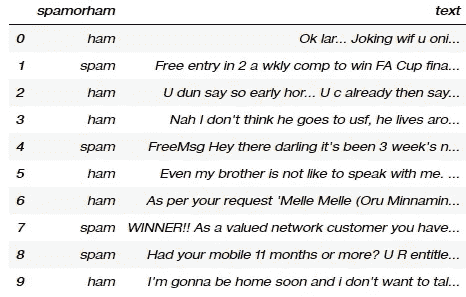 spamorham text
0 ham Ok lar... Joking wif u oni...
1 spam Free entry in 2 a wkly comp to win FA Cup fina...
2 ham U dun say so early hor... U c already then say...
3 ham Nah I don't think he goes to usf, he lives aro...
4 spam FreeMsg Hey there darling it's been 3 week's n...
5 ham Even my brother is not like to speak with me. ...
6 ham As per your request 'Melle Melle (Oru Minnamin...
7 spam WINNER!! As a valued network customer you have...
8 spam Had your mobile 11 months or more? U R entitle...
9 ham I'm gonna be home soon and i don't want to tal...